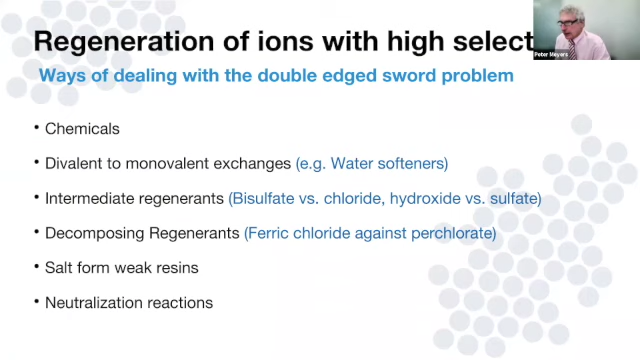 Regeneration of ions with high select
Peter Meyers
Ways of dealing with the double edged sword problem
• Chemicals
• Divalent to monovalent exchanges (e.g. Water softeners)
• Intermediate regenerants (Bisulfate vs. chloride, hydroxide vs. sulfate)
• Decomposing Regenerants (Ferric chloride against perchlorate)
• Salt form weak resins
• Neutralization reactions